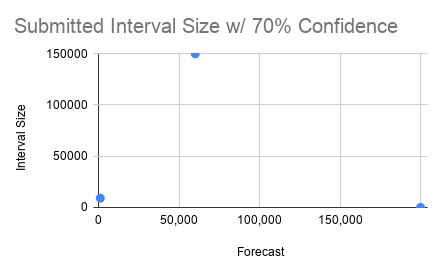 Submitted Interval Size w/ 70% Confidence
Interval Size
150000
100000
50000
0
0
50,000
100,000
150,000
Forecast